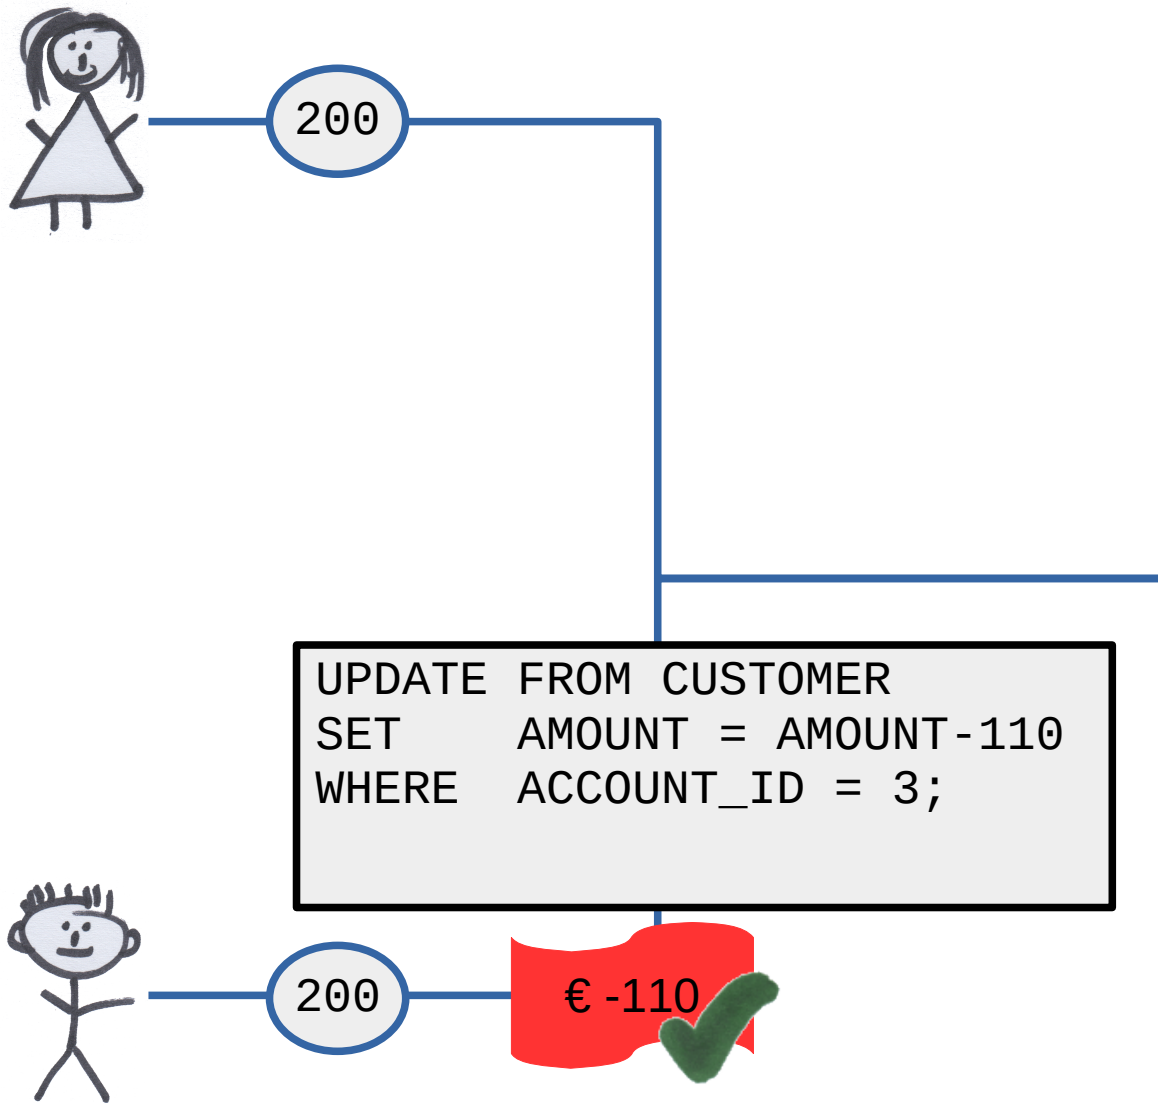 200
UPDATE FROM CUSTOMER
SET AMOUNT = AMOUNT-110
WHERE ACCOUNT_ID = 3;
200
€ -110